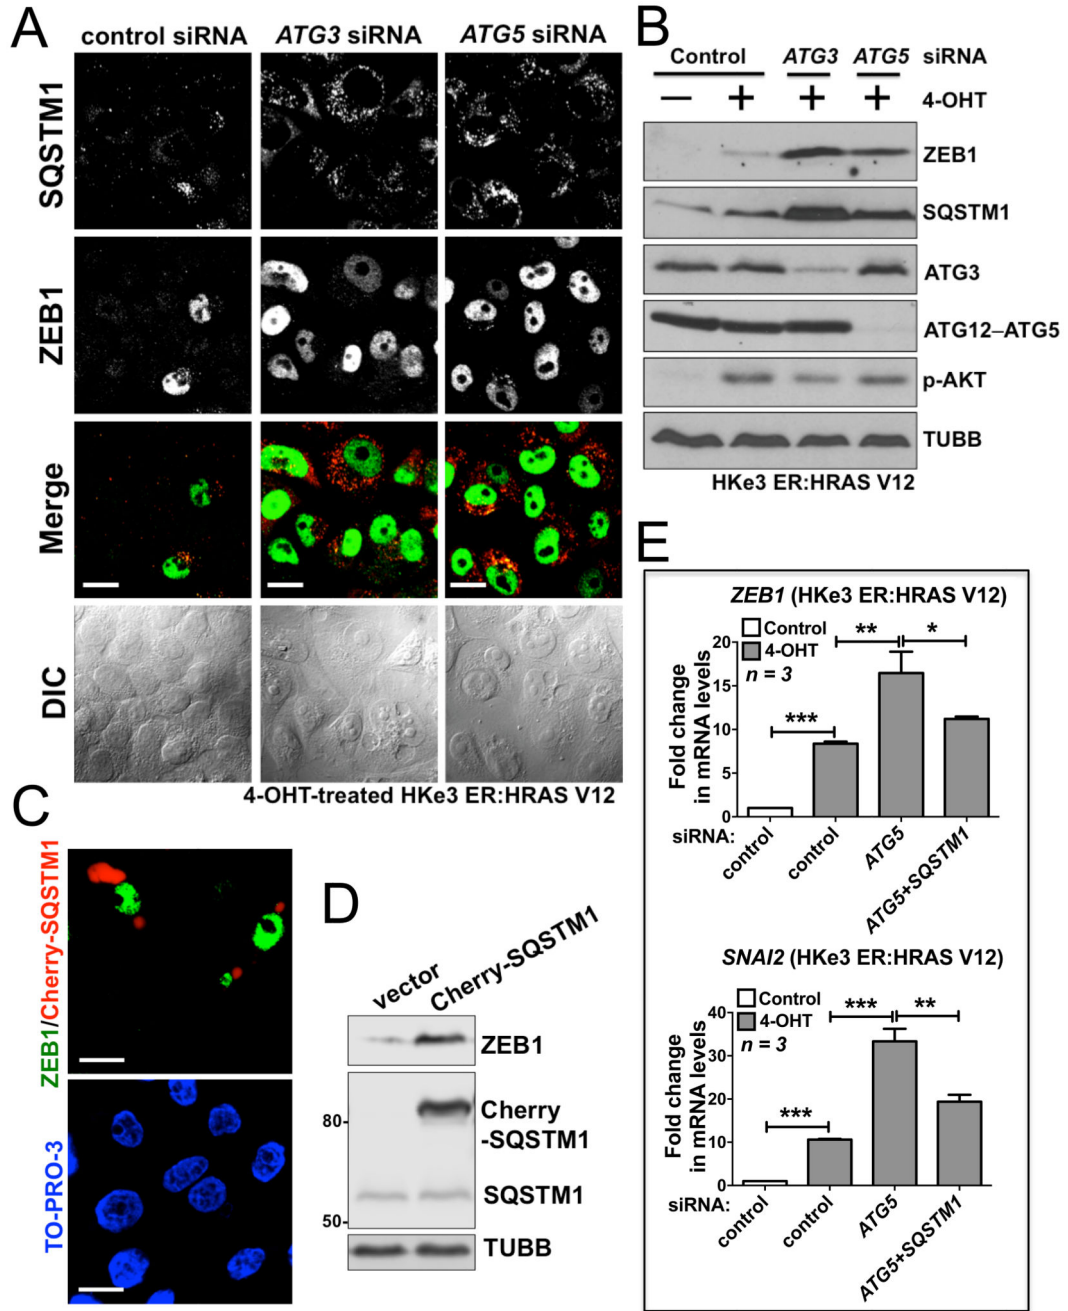 A
control siRNA
ATG3 siRNA
ATG5 siRNA
SQSTM1
ZEB1
Merge
DIC
4-OHT-treated HKe3 ER:HRAS V12
B
Control ATG3 ATG5 siRNA
— + + + 4-OHT
ZEB1
SQSTM1
ATG3
ATG12–ATG5
p-AKT
TUBB
HKe3 ER:HRAS V12
C
ZEB1/Cherry-SQSTM1
TO-PRO-3
D
vector
Cherry-SQSTM1
ZEB1
80-
Cherry
-SQSTM1
SQSTM1
50-
TUBB
E
ZEB1 (HKe3 ER:HRAS V12)
Control
4-OHT
n = 3
Fold change
in mRNA levels
20
15
10
5
0
***
**
*
siRNA:
control
control
ATG5
ATG5+SQSTM1
SNAI2 (HKe3 ER:HRAS V12)
Control
4-OHT
n = 3
Fold change
in mRNA levels
40
30
20
10
0
***
***
**
siRNA:
control
control
ATG5
ATG5+SQSTM1